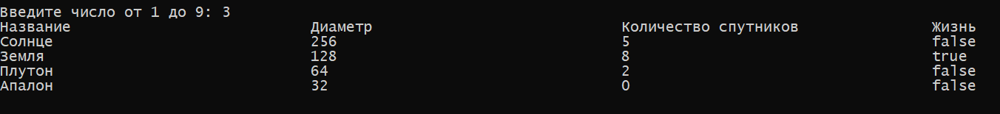 Введите число от 1 до 9: 3
Название Диаметр Количество спутников Жизнь
Солнце 256 5 false
Земля 128 8 true
Плутон 64 2 false
Апалон 32 0 false